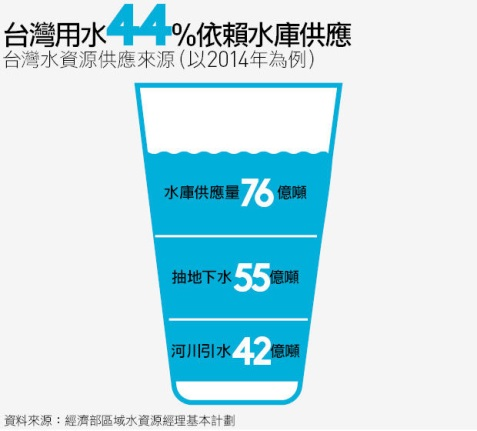 台灣用水44%依賴水庫供應
台灣水資源供應來源(以2014年為例)
水庫供應量76億噸
抽地下水55億噸
河川引水42億噸
資料來源：經濟部區域水資源經理基本計劃